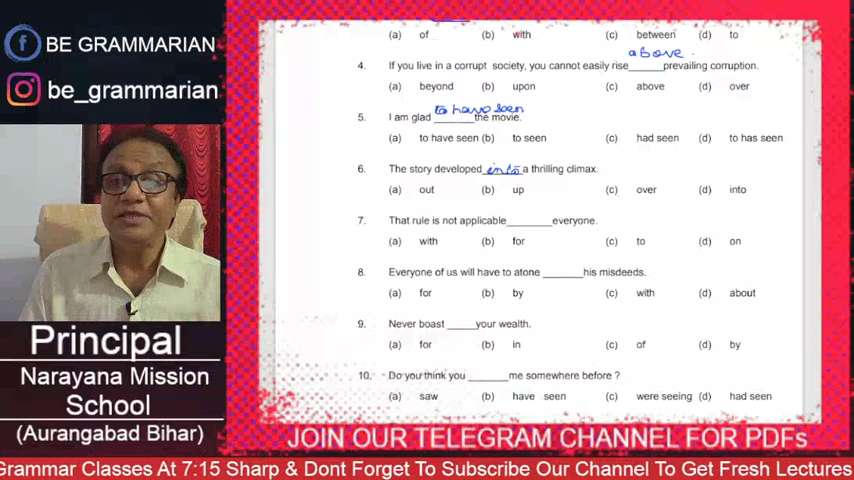 BE GRAMMARIAN
be_grammarian
(a) of (b) with (c) between (d) to
above
4. If you live in a corrupt society, you cannot easily rise______prevailing corruption.
(a) beyond (b) upon (c) above (d) over
to have seen
5. I am glad _______the movie.
(a) to have seen (b) to seen (c) had seen (d) to has seen
6. The story developed into a thrilling climax.
(a) out (b) up (c) over (d) into
7. That rule is not applicable________everyone.
(a) with (b) for (c) to (d) on
8. Everyone of us will have to atone _______his misdeeds.
(a) for (b) by (c) with (d) about
9. Never boast _____your wealth.
(a) for (b) in (c) of (d) by
10. Do you think you _______me somewhere before ?
(a) saw (b) have seen (c) were seeing (d) had seen
Principal
Narayana Mission
School
(Aurangabad Bihar)
JOIN OUR TELEGRAM CHANNEL FOR PDFs
Grammar Classes At 7:15 Sharp & Dont Forget To Subscribe Our Channel To Get Fresh Lectures